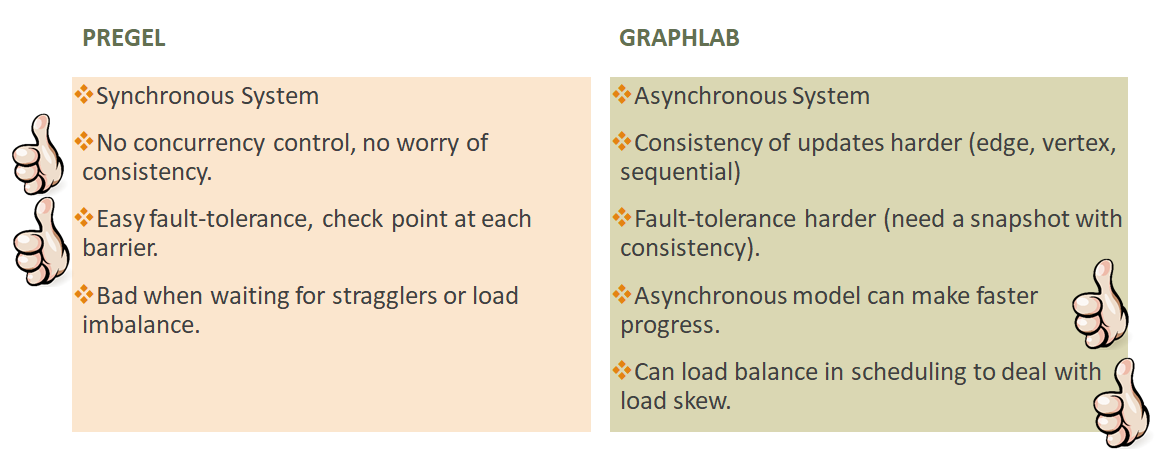 PREGEL
❖Synchronous System
❖No concurrency control, no worry of
consistency.
❖Easy fault-tolerance, check point at each
barrier.
❖Bad when waiting for stragglers or load
imbalance.
GRAPHLAB
❖Asynchronous System
❖Consistency of updates harder (edge, vertex,
sequential)
❖Fault-tolerance harder (need a snapshot with
consistency).
❖Asynchronous model can make faster
progress.
❖Can load balance in scheduling to deal with
load skew.